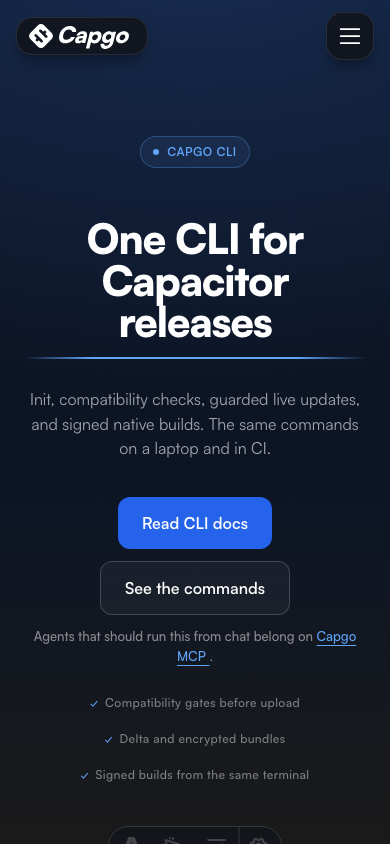 Capgo
CAPGO CLI
One CLI for
Capacitor
releases
Init, compatibility checks, guarded live updates,
and signed native builds. The same commands
on a laptop and in CI.
Read CLI docs
See the commands
Agents that should run this from chat belong on Capgo
MCP .
Compatibility gates before upload
Delta and encrypted bundles
Signed builds from the same terminal